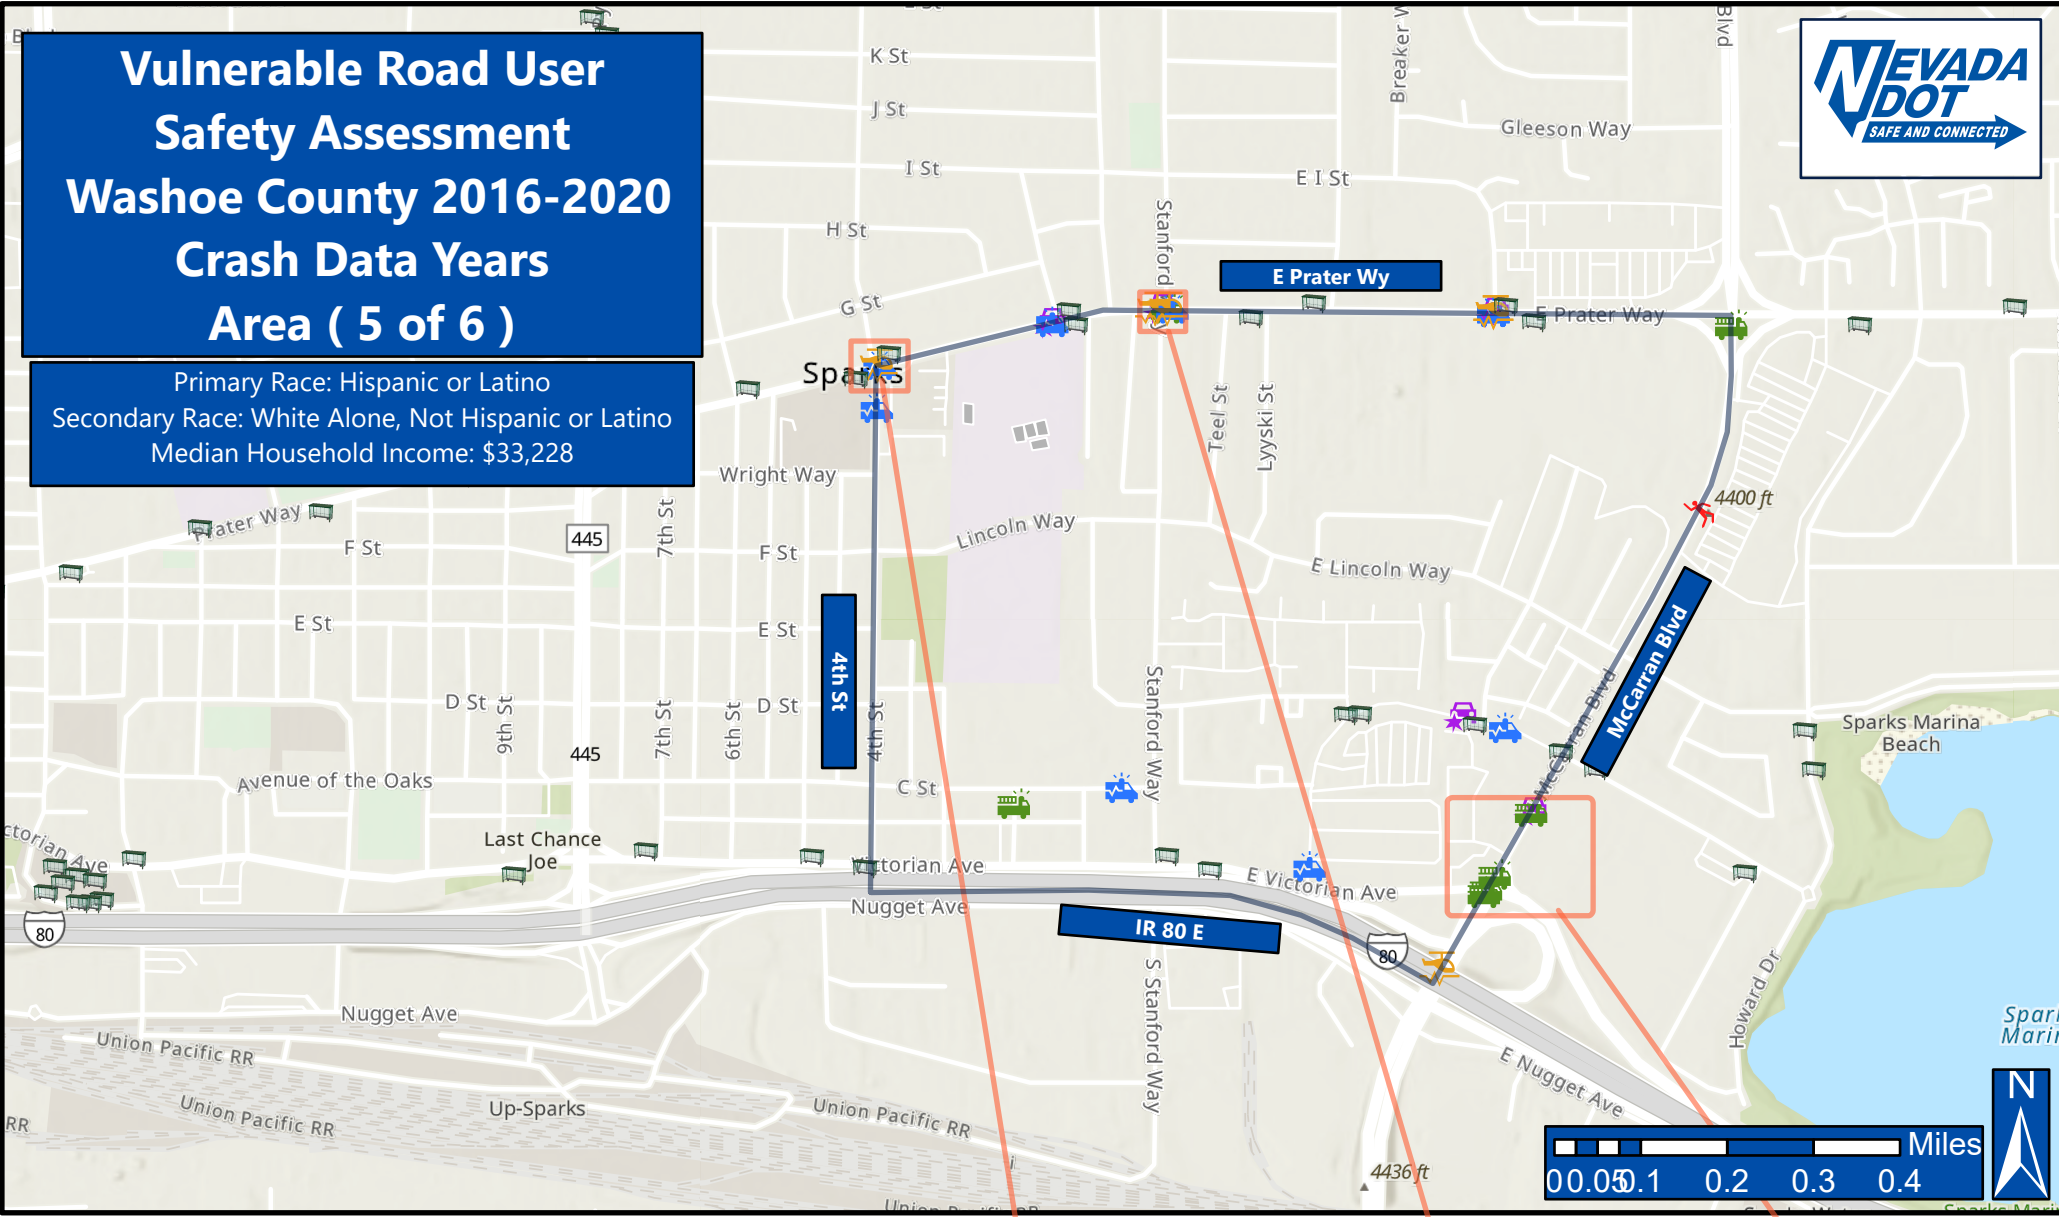 Vulnerable Road User
Safety Assessment
Washoe County 2016-2020
Crash Data Years
Area ( 5 of 6 )
Primary Race: Hispanic or Latino
Secondary Race: White Alone, Not Hispanic or Latino
Median Household Income: $33,228
NEVADA
DOT
SAFE AND CONNECTED
K St
J St
I St
H St
G St
E I St
Gleeson Way
Blvd
Stanford
E Prater Wy
E Prater Way
Sparks
Wright Way
Prater Way
F St
445
7th St
F St
Lincoln Way
Teel St
Lyyski St
E Lincoln Way
4400 ft
E St
E St
4th St
4th St
D St
9th St
7th St
6th St
D St
445
Avenue of the Oaks
C St
Stanford Way
McCarran Blvd
McCarran Blvd
Sparks Marina
Beach
Last Chance
Joe
Victorian Ave
E Victorian Ave
Nugget Ave
IR 80 E
80
80
S Stanford Way
Howard Dr
Nugget Ave
Union Pacific RR
Union Pacific RR
Union Pacific RR
Up-Sparks
RR
E Nugget Ave
4436 ft
N
Miles
0 0.05 0.1 0.2 0.3 0.4